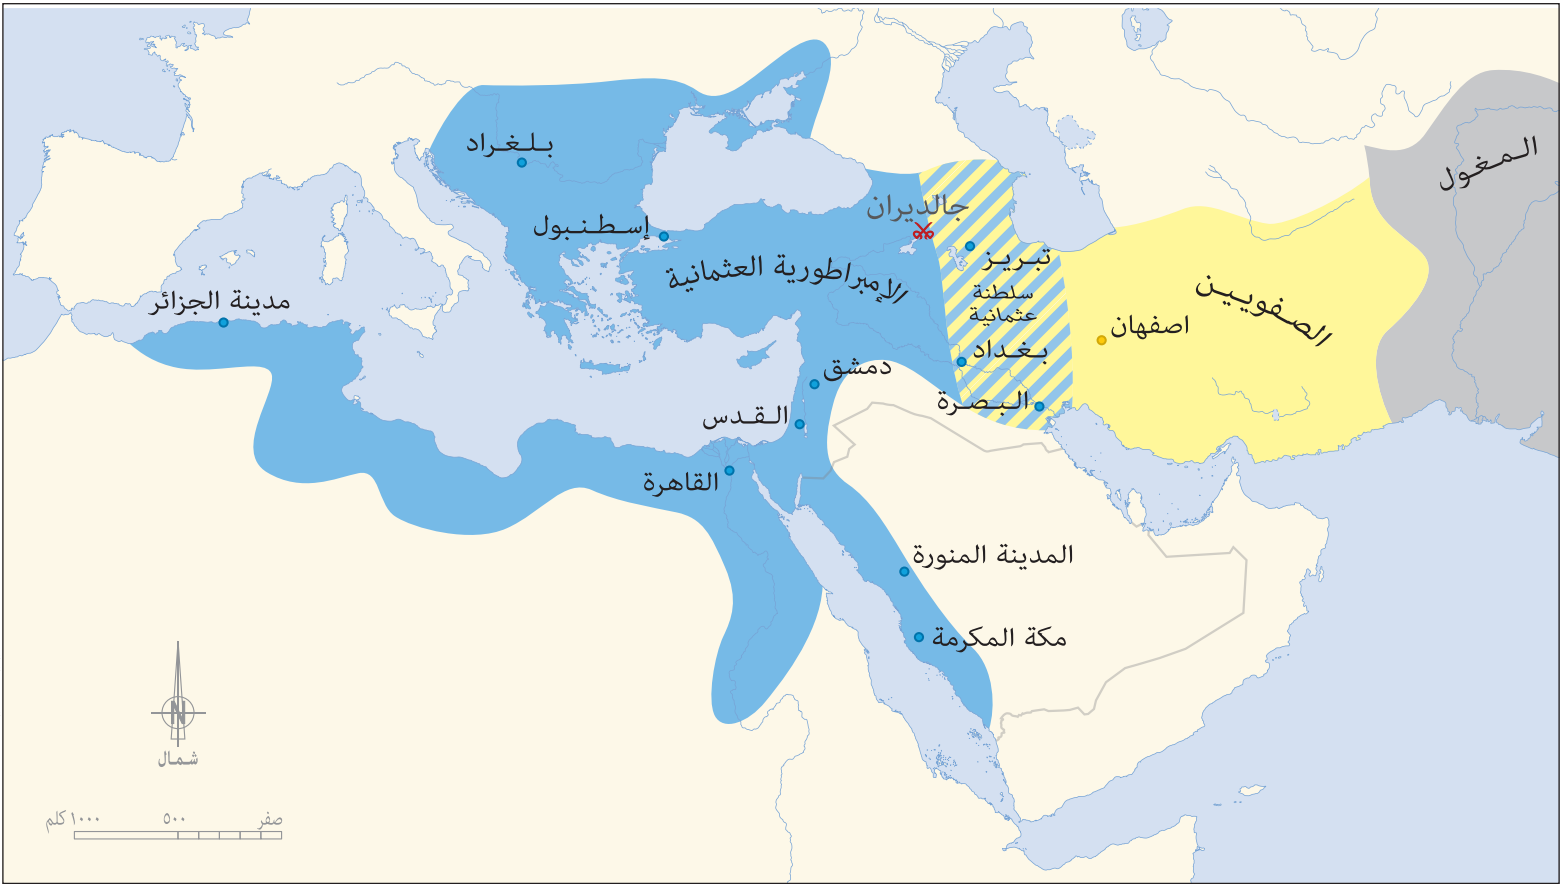 المغول
بلغراد
جالديران
إسطنبول
تبريز
الإمبراطورية العثمانية
سلطنة
عثمانية
الصفويين
مدينة الجزائر
اصفهان
بغداد
دمشق
البصرة
القدس
القاهرة
المدينة المنورة
مكة المكرمة
N
شمال
صفر ٥٠٠ ١٠٠٠ كلم